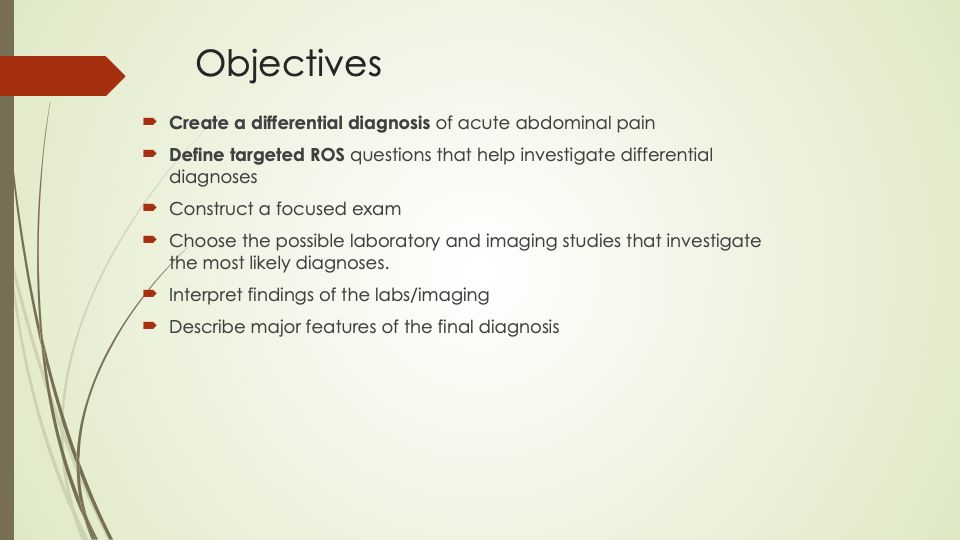 Objectives
Create a differential diagnosis of acute abdominal pain
Define targeted ROS questions that help investigate differential
diagnoses
Construct a focused exam
Choose the possible laboratory and imaging studies that investigate
the most likely diagnoses.
Interpret findings of the labs/imaging
Describe major features of the final diagnosis